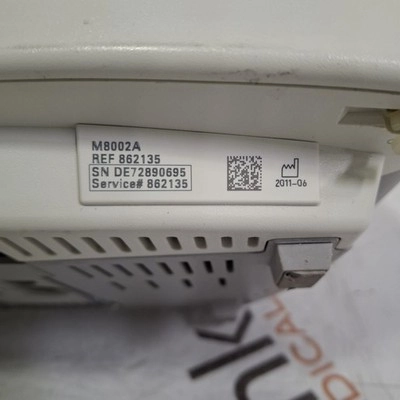 M8002A
REF 862135
SN DE72890695
Service# 862135
2011-06